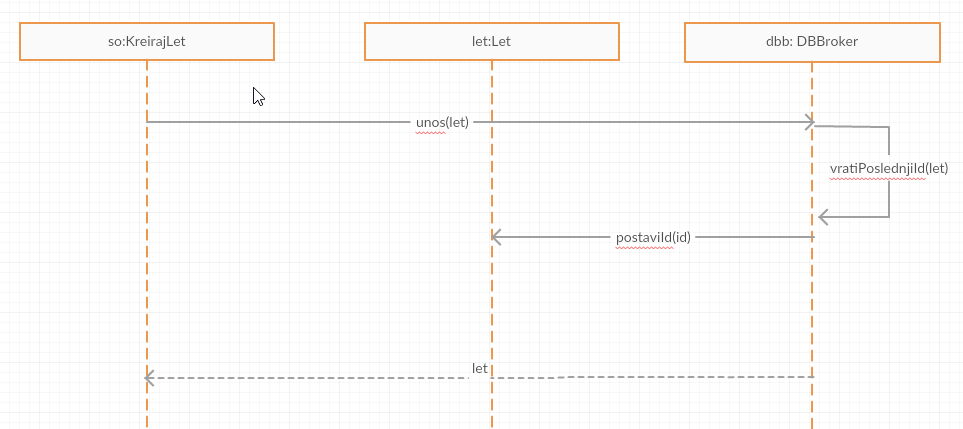 so:KreirajLet
let:Let
dbb: DBBroker
unos(let)
vratiPoslednjiId(let)
postaviId(id)
let